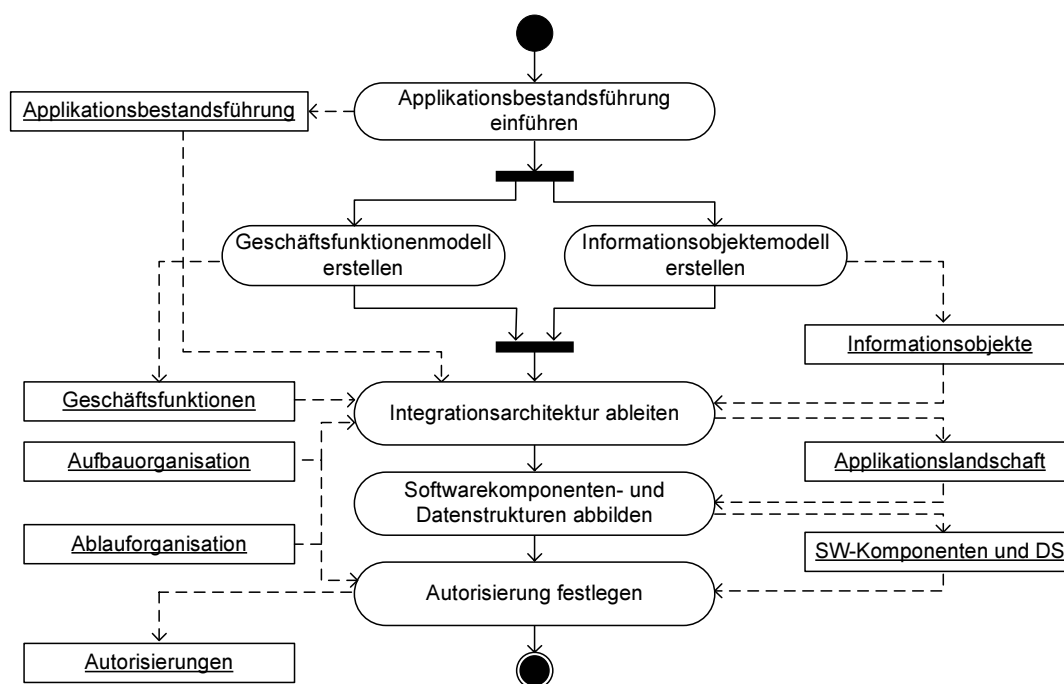 Applikationsbestandsführung
einführen
Applikationsbestandsführung
Geschäftsfunktionenmodell
erstellen
Informationsobjektemodell
erstellen
Informationsobjekte
Geschäftsfunktionen
Integrationsarchitektur ableiten
Aufbauorganisation
Applikationslandschaft
Softwarekomponenten- und
Datenstrukturen abbilden
Ablauforganisation
SW-Komponenten und DS
Autorisierung festlegen
Autorisierungen